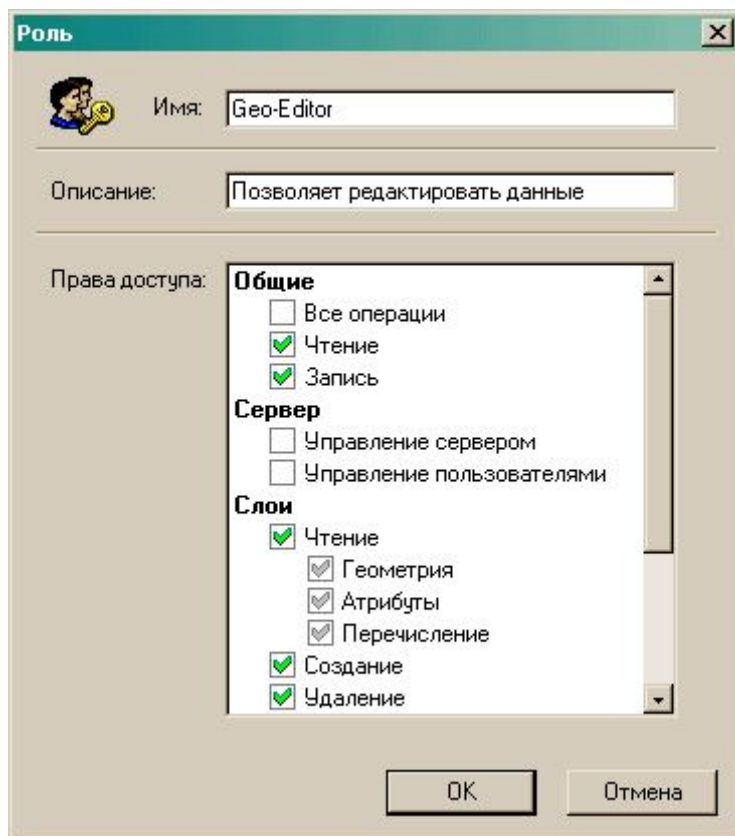 Роль
Имя: Geo-Editor
Описание: Позволяет редактировать данные
Права доступа: Общие
Все операции
Чтение
Запись
Сервер
Управление сервером
Управление пользователями
Слои
Чтение
Геометрия
Атрибуты
Перечисление
Создание
Удаление
OK Отмена